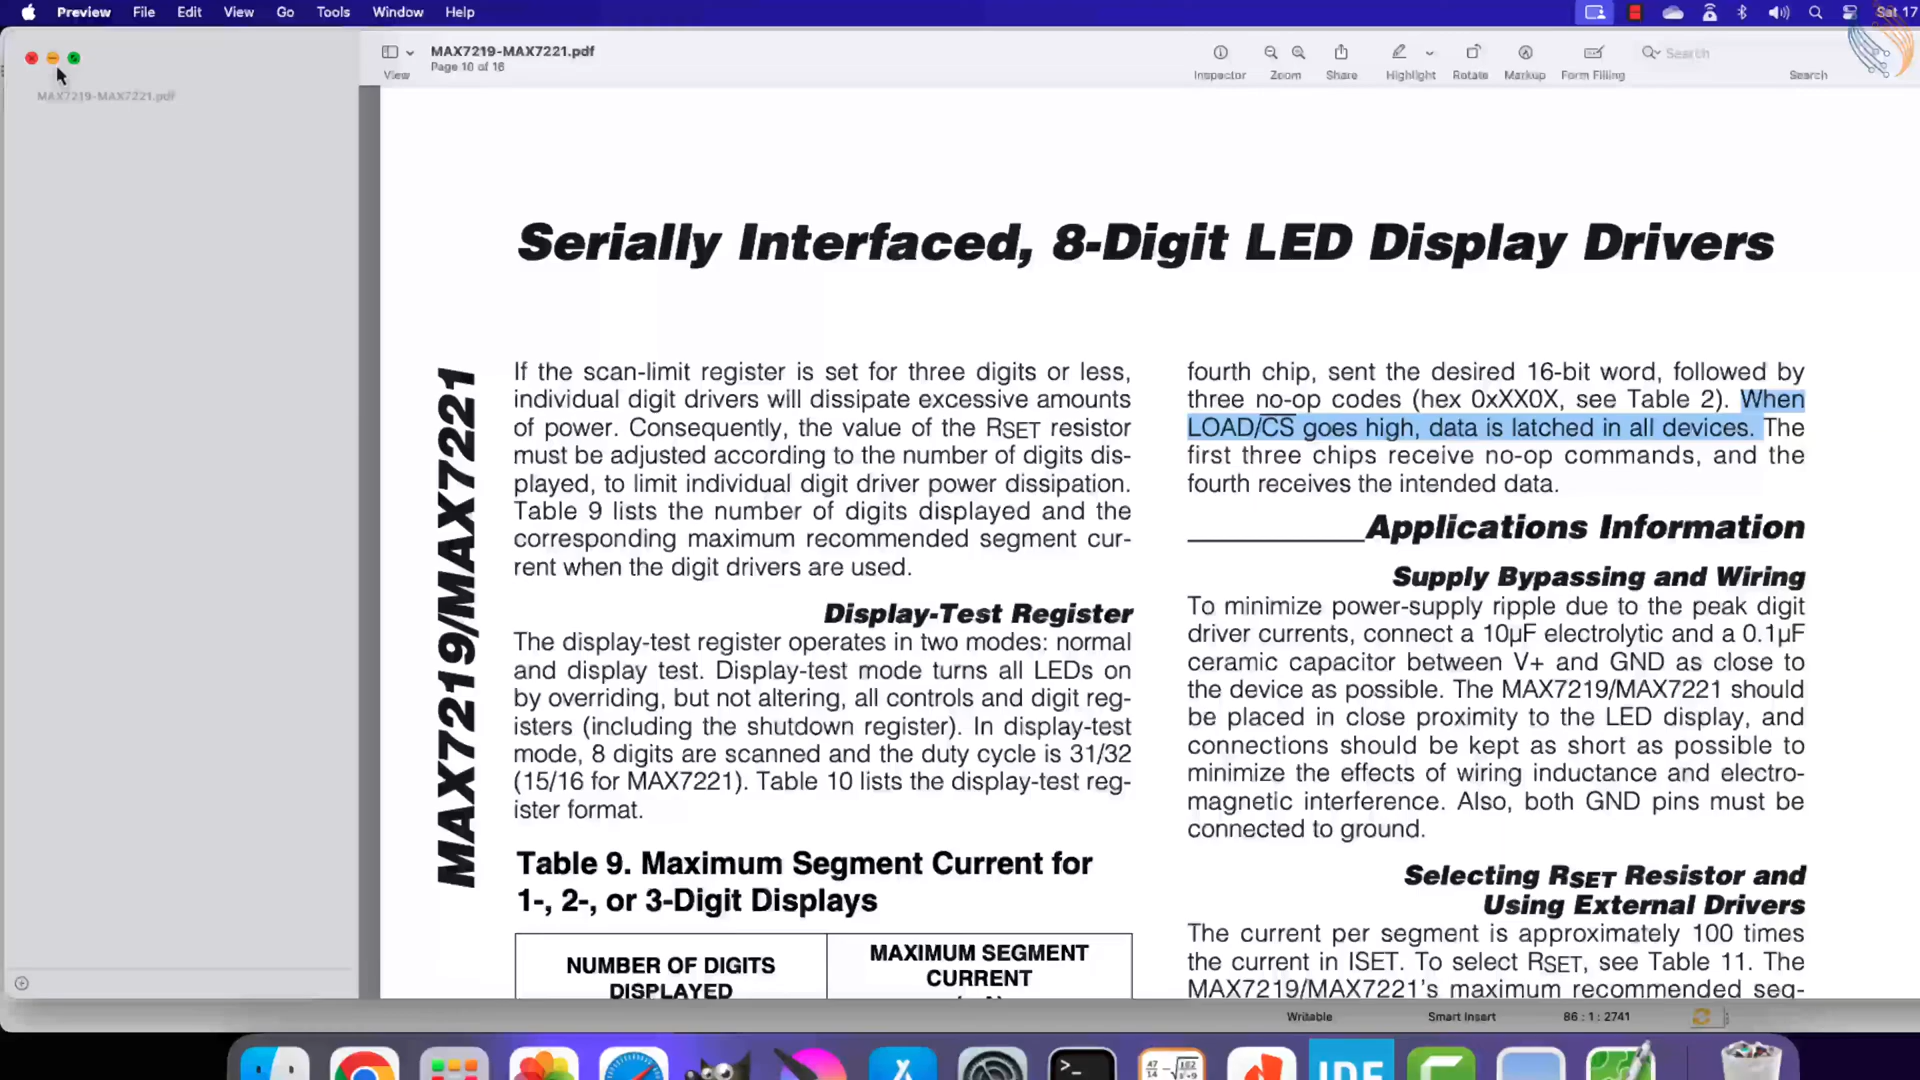 Preview File Edit View Go Tools Window Help
Sat 17
MAX7219-MAX7221.pdf
Page 10 of 16
View
Inspector
Zoom
Share
Highlight
Rotate
Markup
Form Filling
Search
Search
MAX7219-MAX7221.pdf
Serially Interfaced, 8-Digit LED Display Drivers
MAX7219/MAX7221
If the scan-limit register is set for three digits or less,
individual digit drivers will dissipate excessive amounts
of power. Consequently, the value of the RSET resistor
must be adjusted according to the number of digits dis-
played, to limit individual digit driver power dissipation.
Table 9 lists the number of digits displayed and the
corresponding maximum recommended segment cur-
rent when the digit drivers are used.
Display-Test Register
The display-test register operates in two modes: normal
and display test. Display-test mode turns all LEDs on
by overriding, but not altering, all controls and digit reg-
isters (including the shutdown register). In display-test
mode, 8 digits are scanned and the duty cycle is 31/32
(15/16 for MAX7221). Table 10 lists the display-test reg-
ister format.
Table 9. Maximum Segment Current for
1-, 2-, or 3-Digit Displays
NUMBER OF DIGITS
DISPLAYED
MAXIMUM SEGMENT
CURRENT
fourth chip, sent the desired 16-bit word, followed by
three no-op codes (hex 0xXX0X, see Table 2). When
LOAD/CS goes high, data is latched in all devices. The
first three chips receive no-op commands, and the
fourth receives the intended data.
Applications Information
Supply Bypassing and Wiring
To minimize power-supply ripple due to the peak digit
driver currents, connect a 10µF electrolytic and a 0.1µF
ceramic capacitor between V+ and GND as close to
the device as possible. The MAX7219/MAX7221 should
be placed in close proximity to the LED display, and
connections should be kept as short as possible to
minimize the effects of wiring inductance and electro-
magnetic interference. Also, both GND pins must be
connected to ground.
Selecting RSET Resistor and
Using External Drivers
The current per segment is approximately 100 times
the current in ISET. To select RSET, see Table 11. The
MAX7219/MAX7221's maximum recommended seg-
Writable
Smart Insert
86 : 1 : 2741
IDE